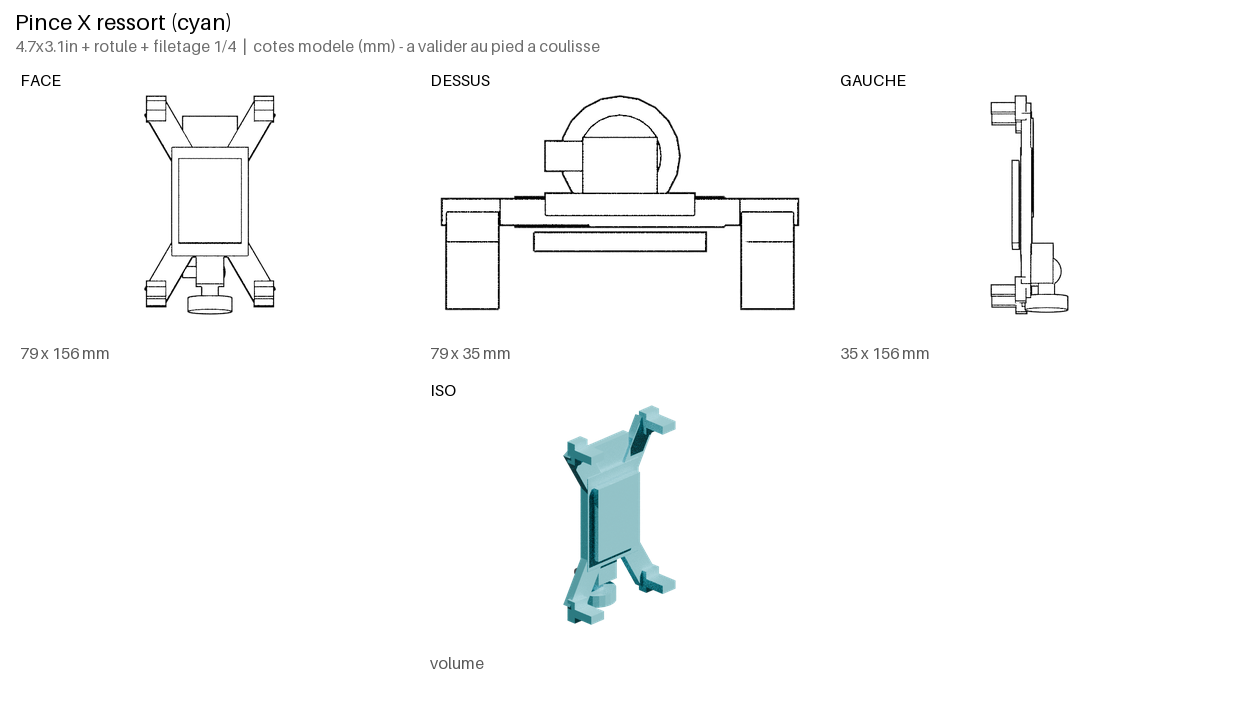 Pince X ressort (cyan)
4.7x3.1in + rotule + filetage 1/4 | cotes modele (mm) - a valider au pied a coulisse
FACE
DESSUS
GAUCHE
79 x 156 mm
79 x 35 mm
35 x 156 mm
ISO
volume